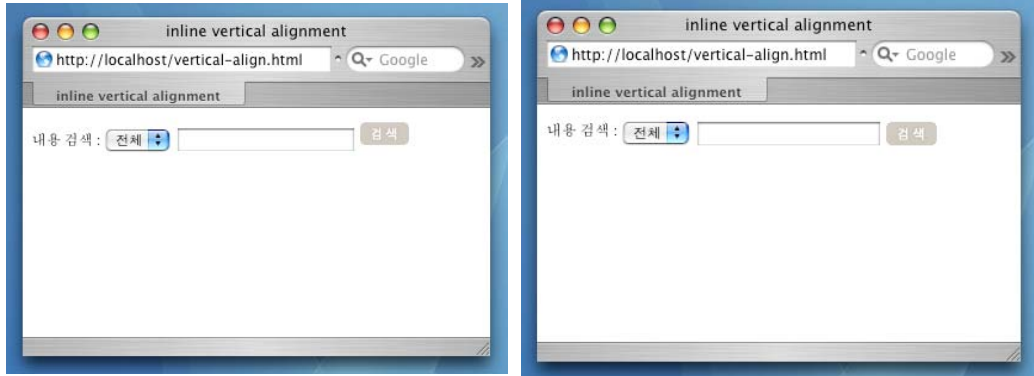 inline vertical alignment
http://localhost/vertical-align.html Google
inline vertical alignment
내용 검색 : 전체 검색
inline vertical alignment
http://localhost/vertical-align.html Google
inline vertical alignment
내용 검색 : 전체 검색